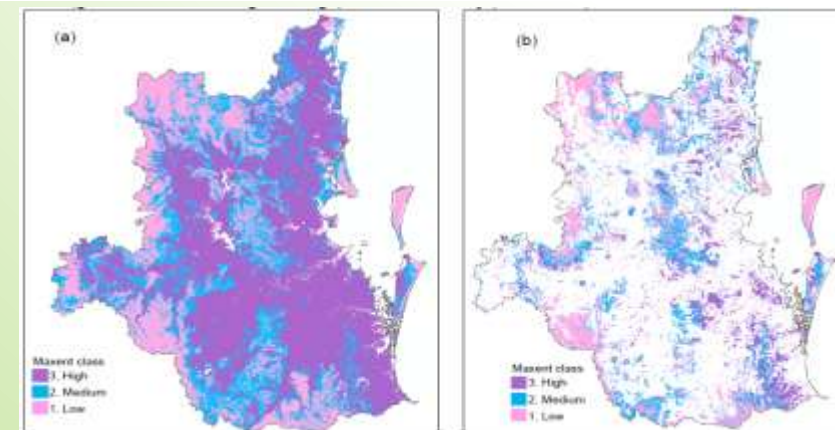 (a)
Maxent class
3. High
2. Medium
1. Low
(b)
Maxent class
3. High
2. Medium
1. Low